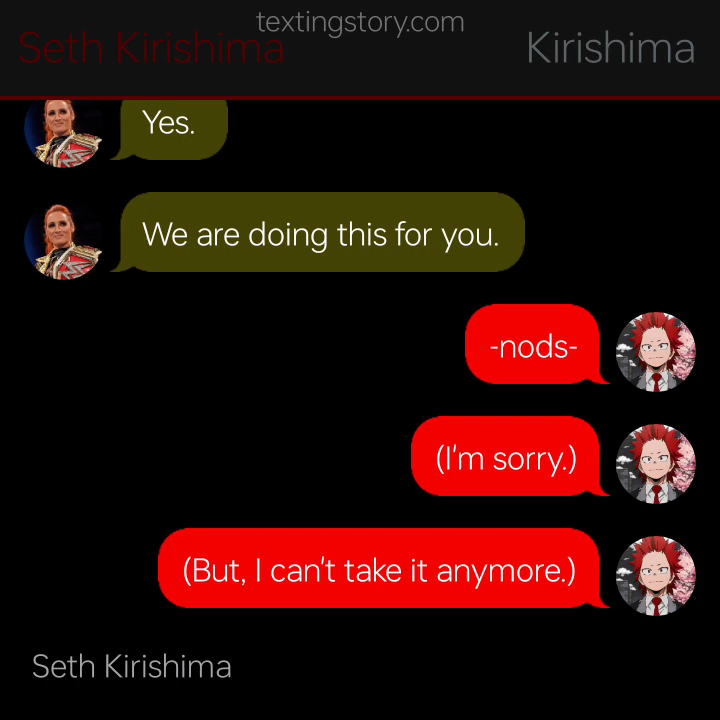 textingstory.com
Seth Kirishima
Kirishima
Yes.
We are doing this for you.
-nods-
(I'm sorry.)
(But, I can't take it anymore.)
Seth Kirishima